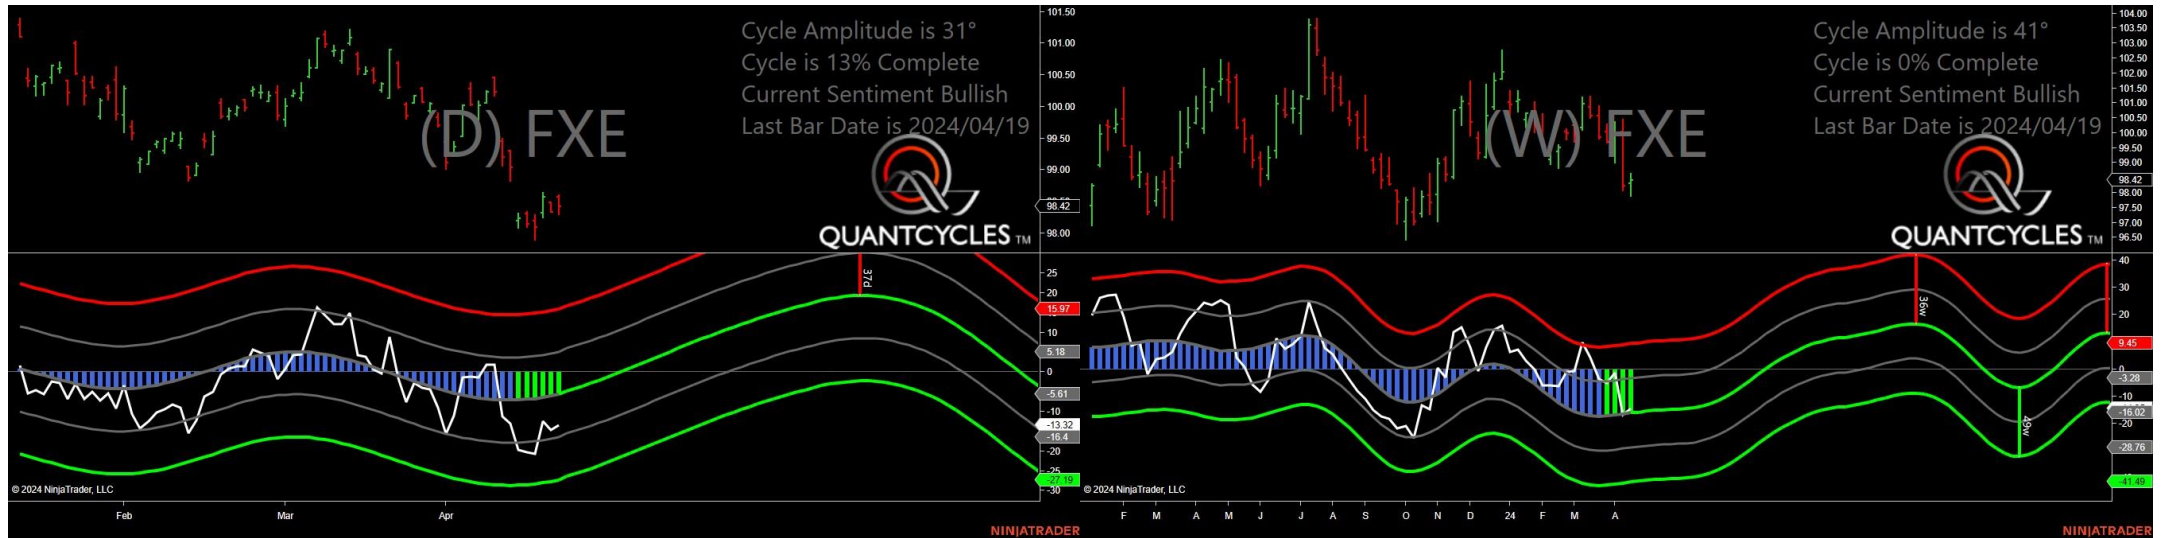 Cycle Amplitude is 31°
Cycle is 13% Complete
Current Sentiment Bullish
Last Bar Date is 2024/04/19
(D) FXE
QUANTCYCLES TM
101.50
101.00
100.50
100.00
99.50
99.00
98.42
98.00
37d
25
20
15.97
10
5.18
0
-5.61
-10
-13.32
-16.4
-20
-25
-27.19
-30
© 2024 NinjaTrader, LLC
Feb Mar Apr
NINJATRADER
Cycle Amplitude is 41°
Cycle is 0% Complete
Current Sentiment Bullish
Last Bar Date is 2024/04/19
(W) FXE
QUANTCYCLES TM
104.00
103.50
103.00
102.50
102.00
101.50
101.00
100.50
100.00
99.50
99.00
98.42
98.00
97.50
97.00
96.50
36w
49w
40
30
20
9.45
0
-3.28
-10
-16.02
-20
-28.76
-41.49
© 2024 NinjaTrader, LLC
F M A M J J A S O N D 24 F M A
NINJATRADER